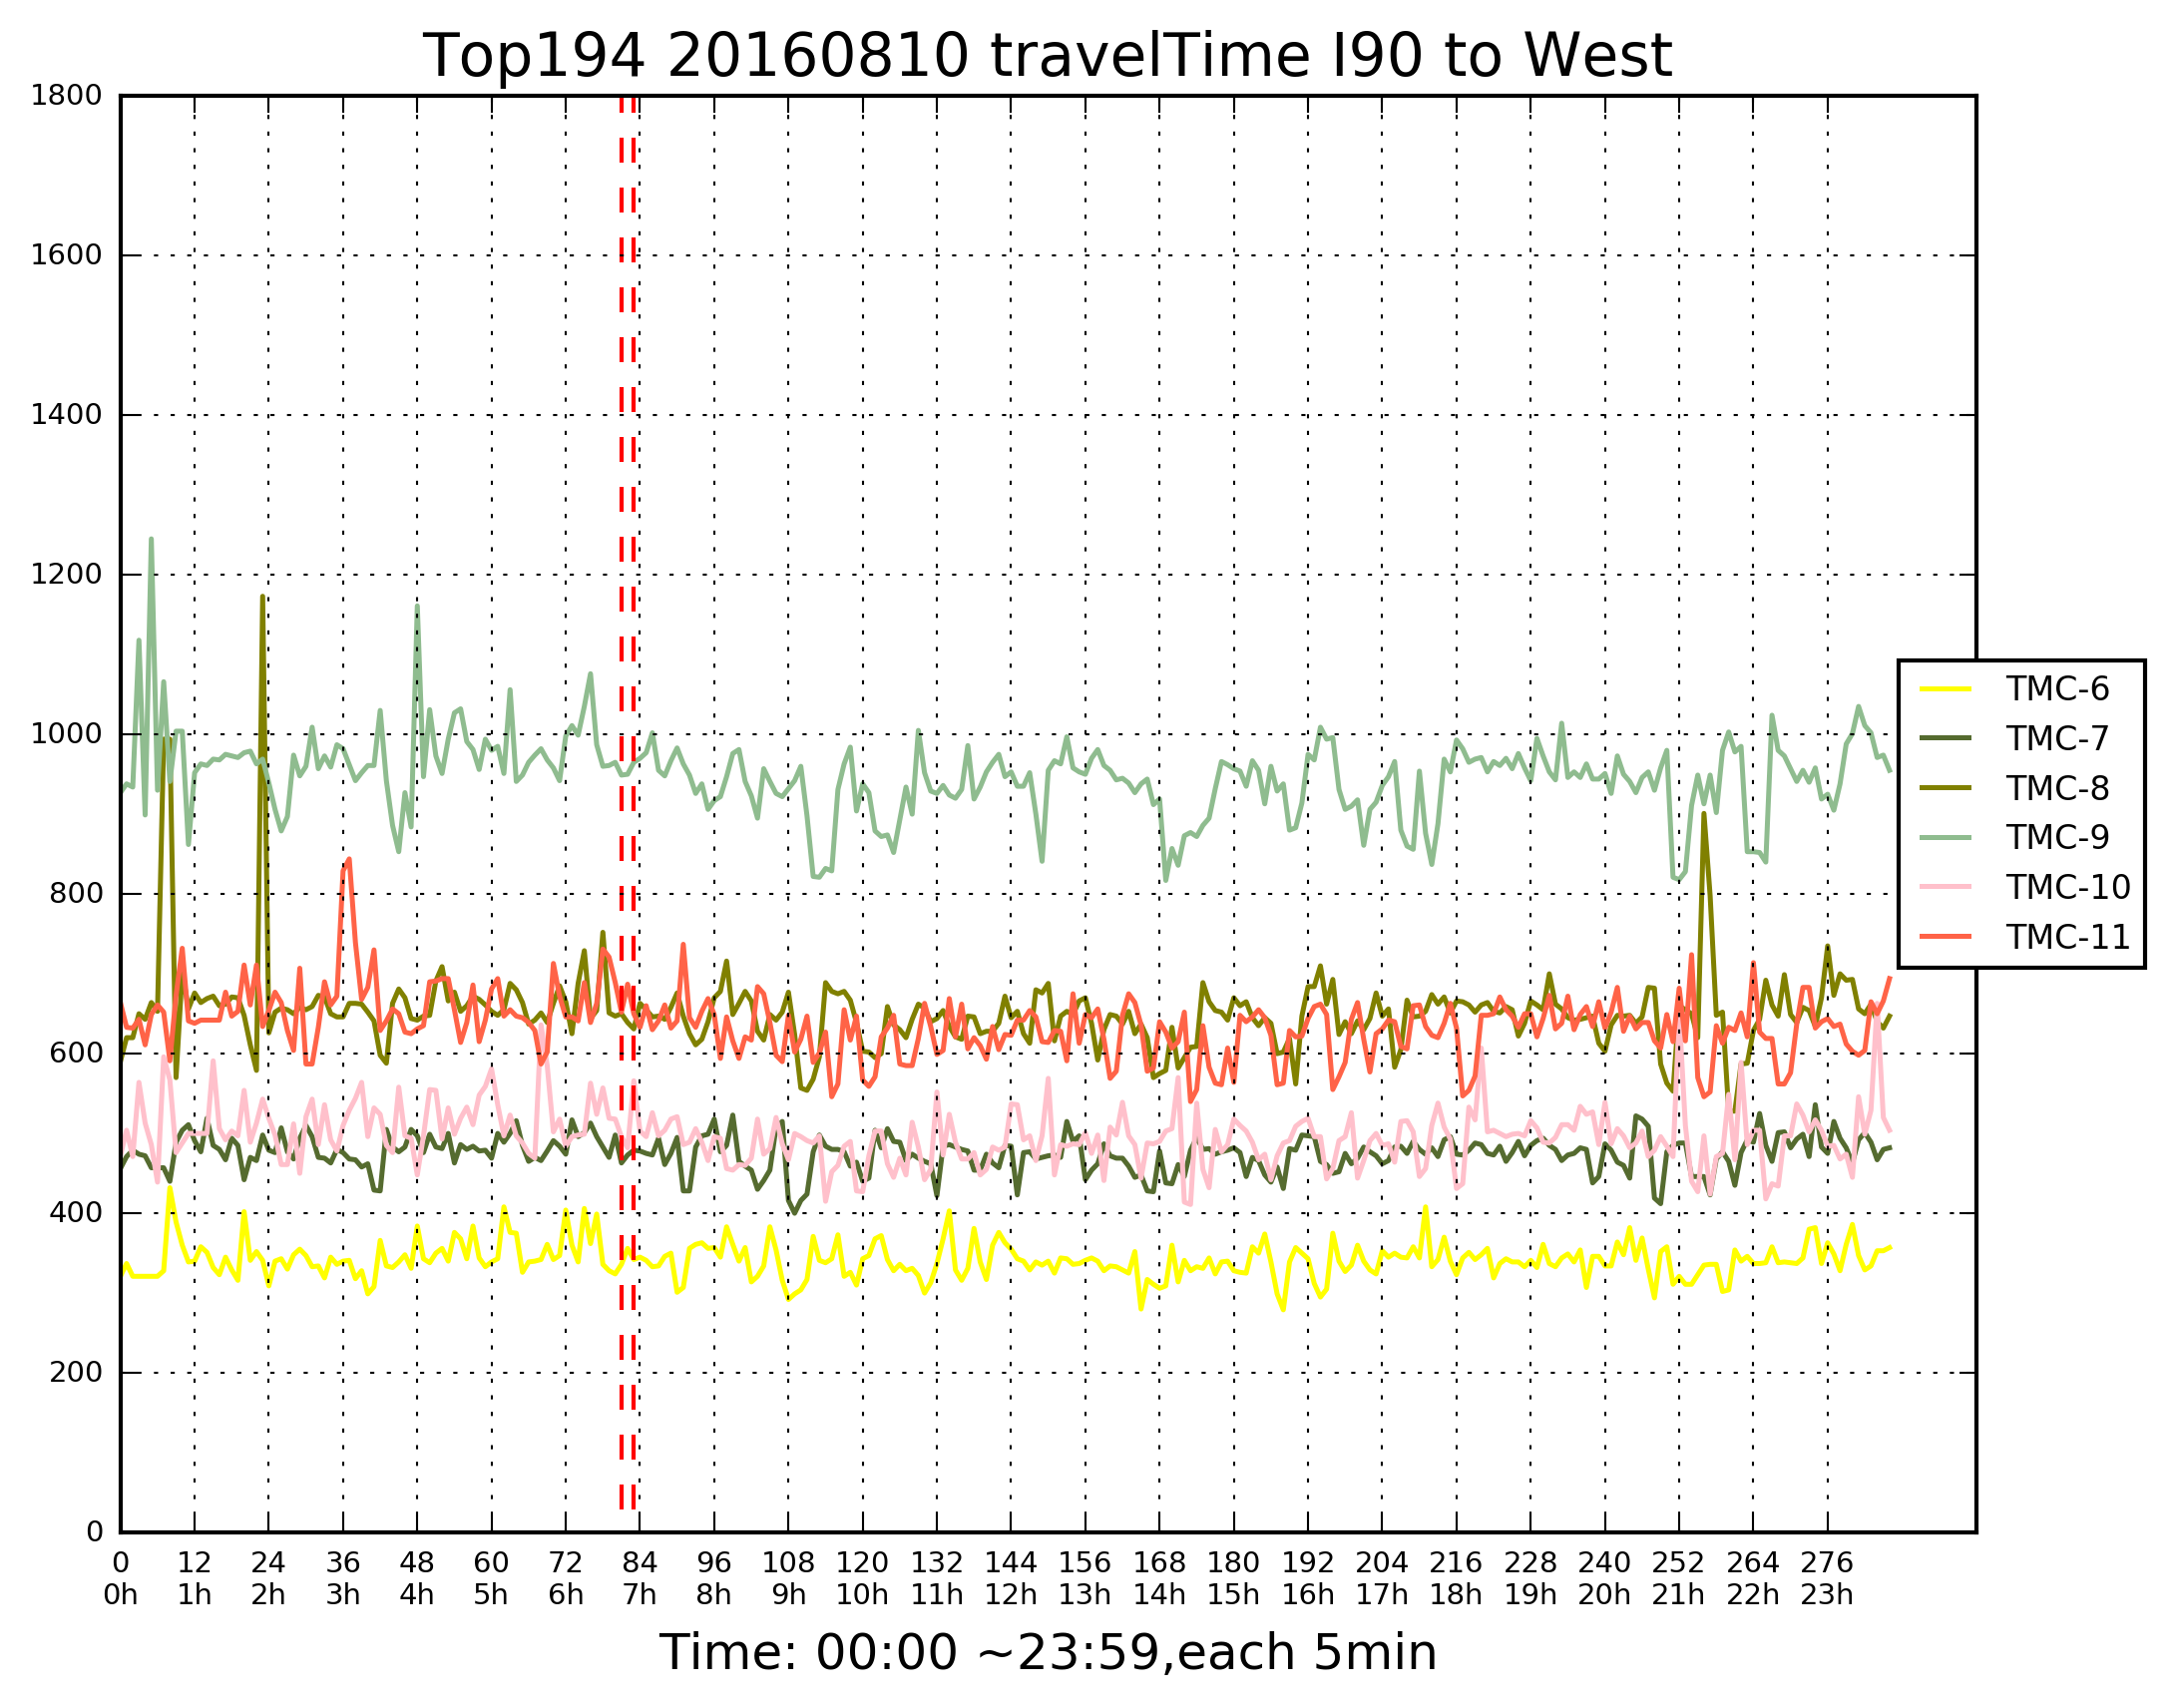 Top194 20160810 travelTime I90 to West
1800
1600
1400
1200
1000
800
600
400
200
0
TMC-6
TMC-7
TMC-8
TMC-9
TMC-10
TMC-11
0 12 24 36 48 60 72 84 96 108 120 132 144 156 168 180 192 204 216 228 240 252 264 276
0h 1h 2h 3h 4h 5h 6h 7h 8h 9h 10h 11h 12h 13h 14h 15h 16h 17h 18h 19h 20h 21h 22h 23h
Time: 00:00 ~23:59,each 5min